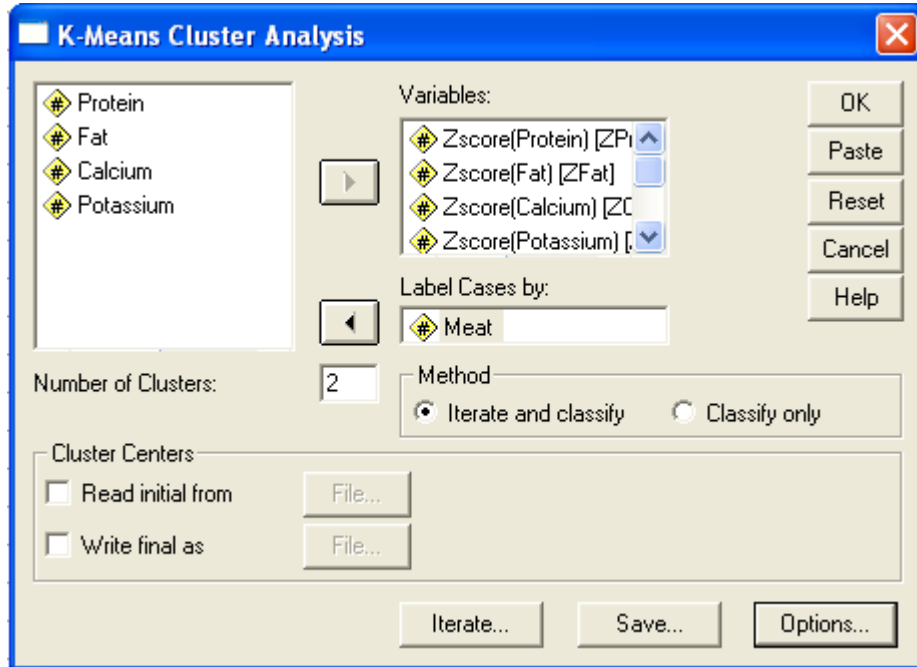 K-Means Cluster Analysis
Protein
Fat
Calcium
Potassium
Variables:
Zscore(Protein) [ZPr
Zscore(Fat) [ZFat]
Zscore(Calcium) [ZC
Zscore(Potassium) [
Label Cases by:
Meat
OK
Paste
Reset
Cancel
Help
Number of Clusters:
2
Method
Iterate and classify
Classify only
Cluster Centers
Read initial from
File...
Write final as
File...
Iterate...
Save...
Options...